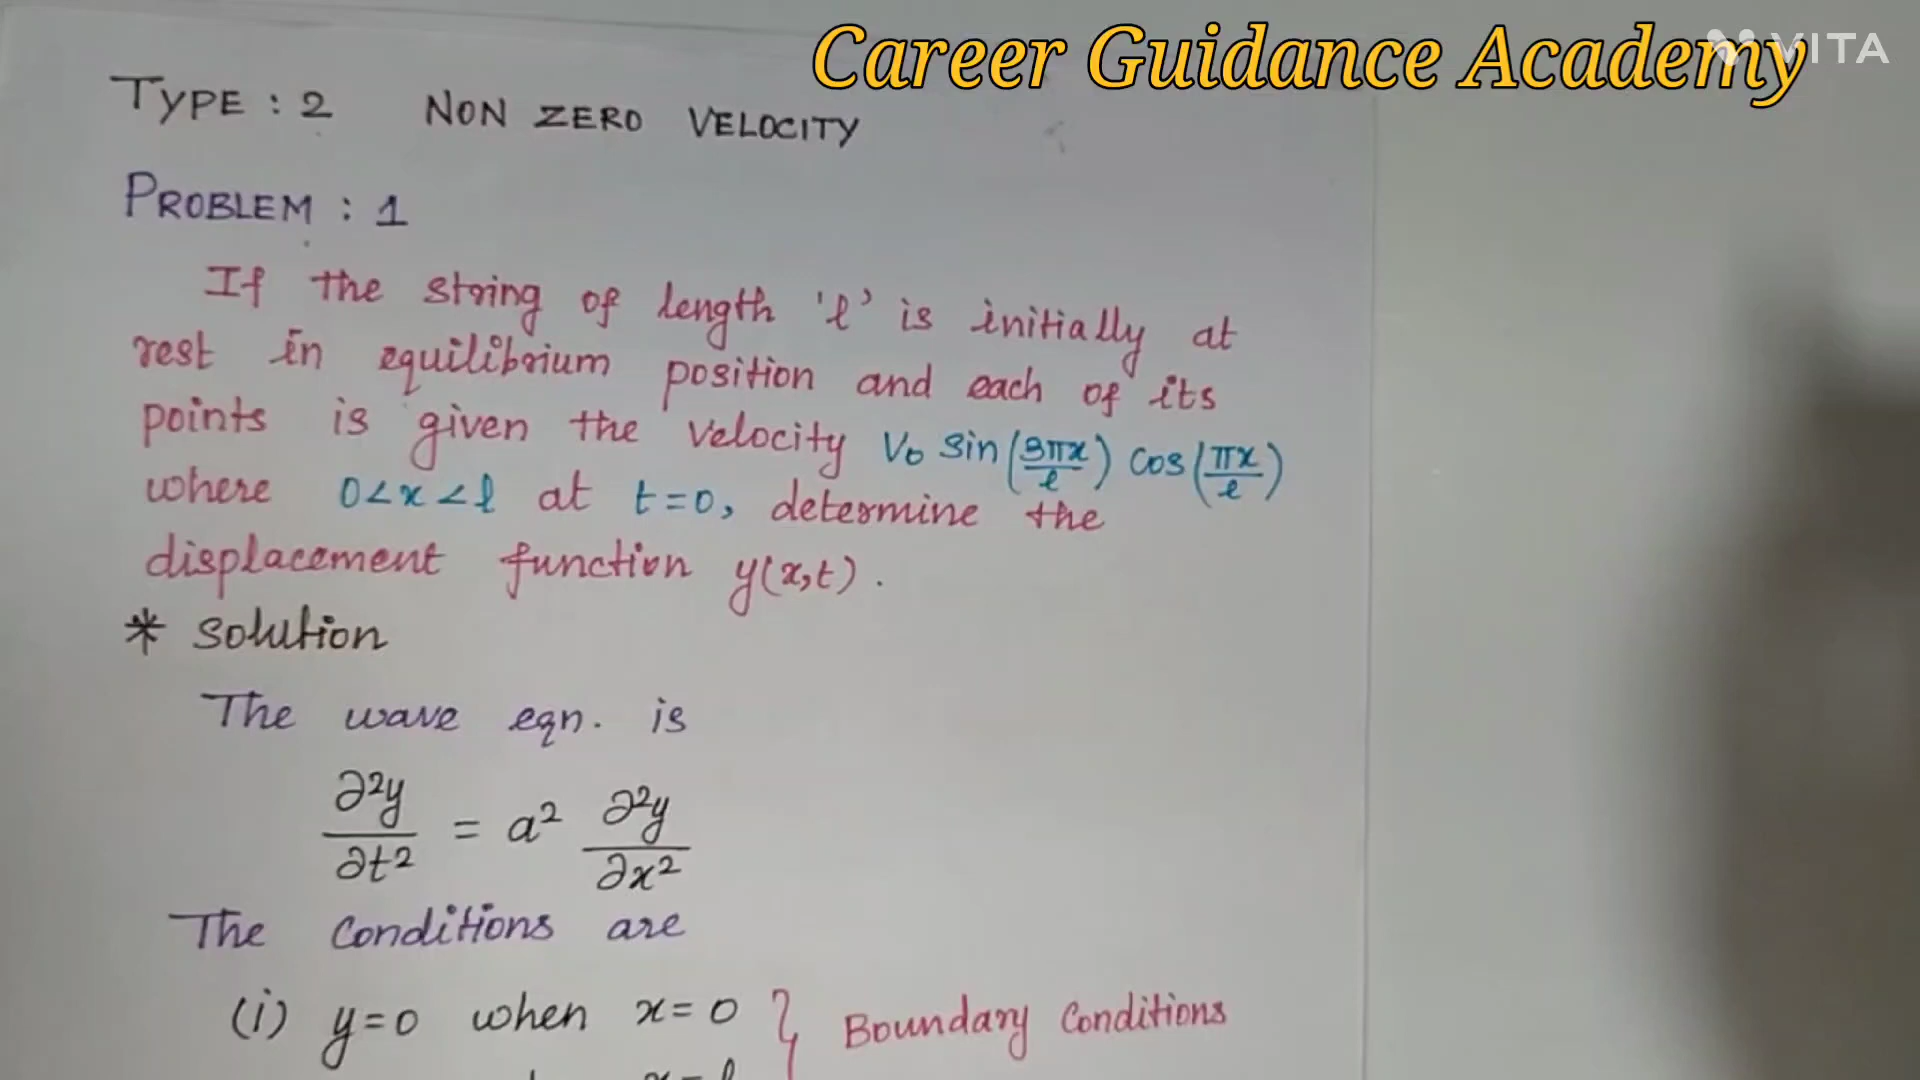 Career Guidance Academy
VITA
TYPE : 2 NON ZERO VELOCITY
PROBLEM : 1
If the string of length 'l' is initially at
rest in equilibrium position and each of its
points is given the velocity V₀ sin(3πx/l) cos(πx/l)
where 0<x<l at t=0, determine the
displacement function y(x,t).
* Solution
The wave eqn. is
∂²y/∂t² = a² ∂²y/∂x²
The conditions are
(i) y=0 when x=0 } Boundary Conditions
x=l